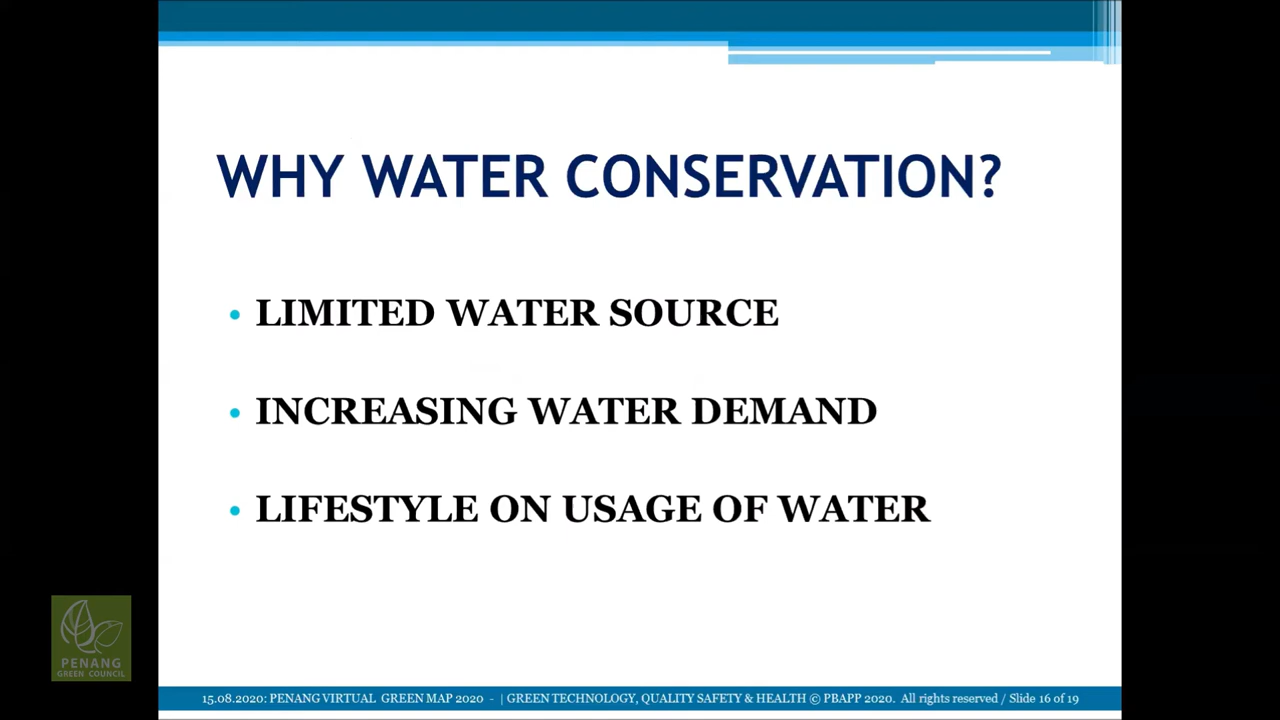 WHY WATER CONSERVATION?
• LIMITED WATER SOURCE
• INCREASING WATER DEMAND
• LIFESTYLE ON USAGE OF WATER
PENANG
GREEN COUNCIL
15.08.2020: PENANG VIRTUAL GREEN MAP 2020 - | GREEN TECHNOLOGY, QUALITY SAFETY & HEALTH © PBAPP 2020. All rights reserved / Slide 16 of 19